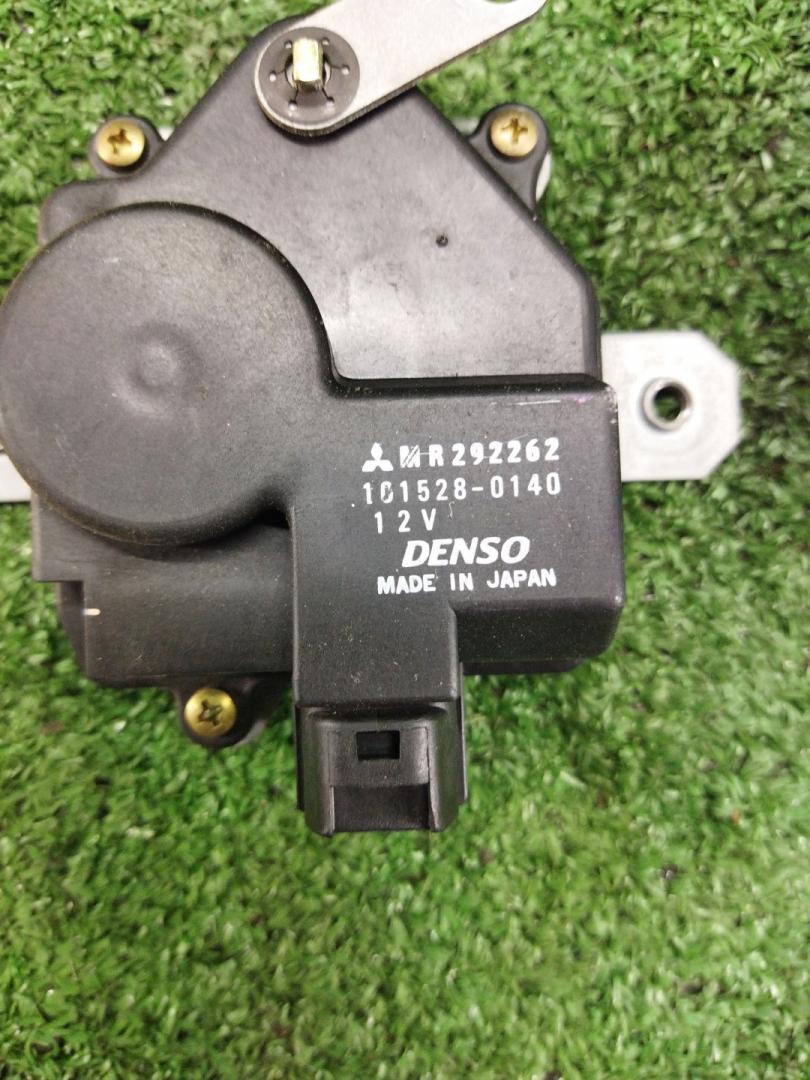 MR292262
101528-0140
12V
DENSO
MADE IN JAPAN